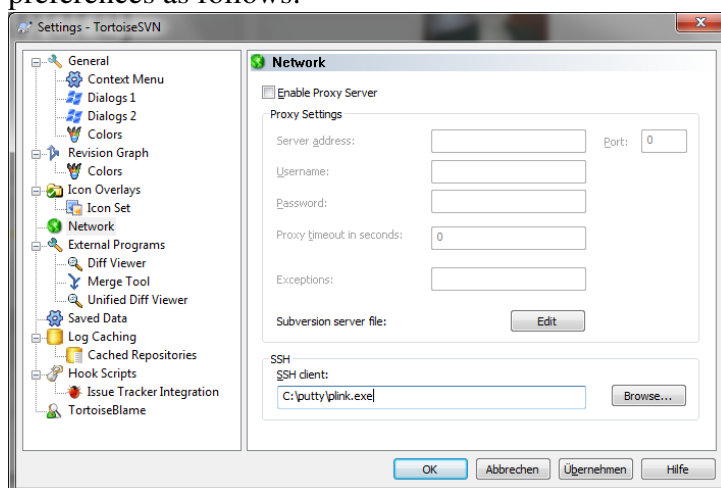 preferences as follows:
Settings - TortoiseSVN
General
Context Menu
Dialogs 1
Dialogs 2
Colors
Revision Graph
Colors
Icon Overlays
Icon Set
Network
External Programs
Diff Viewer
Merge Tool
Unified Diff Viewer
Saved Data
Log Caching
Cached Repositories
Hook Scripts
Issue Tracker Integration
TortoiseBlame
Network
Enable Proxy Server
Proxy Settings
Server address:
Port: 0
Username:
Password:
Proxy timeout in seconds: 0
Exceptions:
Subversion server file: Edit
SSH
SSH client:
C:\putty\plink.exe Browse...
OK Abbrechen Übernehmen Hilfe